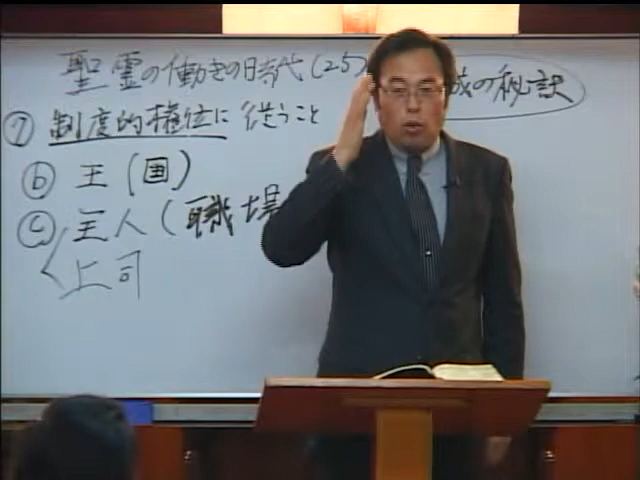 聖霊の働きの時代(25) 成の秘訣
⑦ 制度的権位に従うこと
ⓑ 王(国)
ⓒ 主人(職場
上司